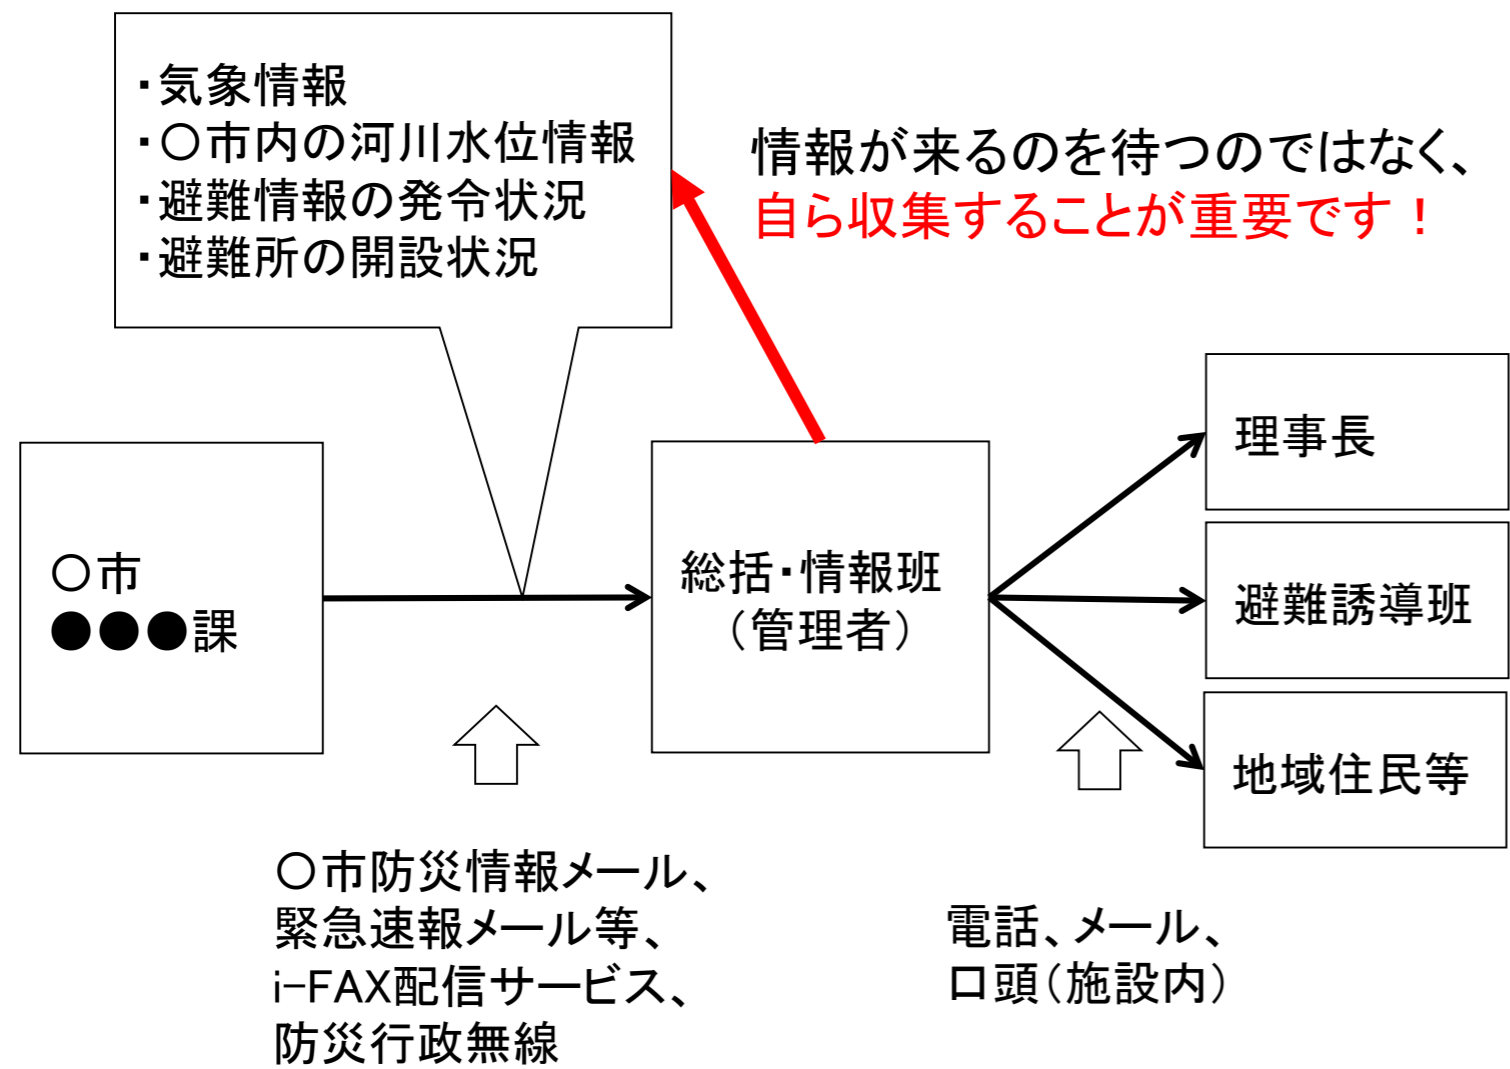 ・気象情報
・〇市内の河川水位情報
・避難情報の発令状況
・避難所の開設状況
情報が来るのを待つのではなく、
自ら収集することが重要です！
〇市
●●●課
総括・情報班
（管理者）
理事長
避難誘導班
地域住民等
〇市防災情報メール、
緊急速報メール等、
i-FAX配信サービス、
防災行政無線
電話、メール、
口頭（施設内）